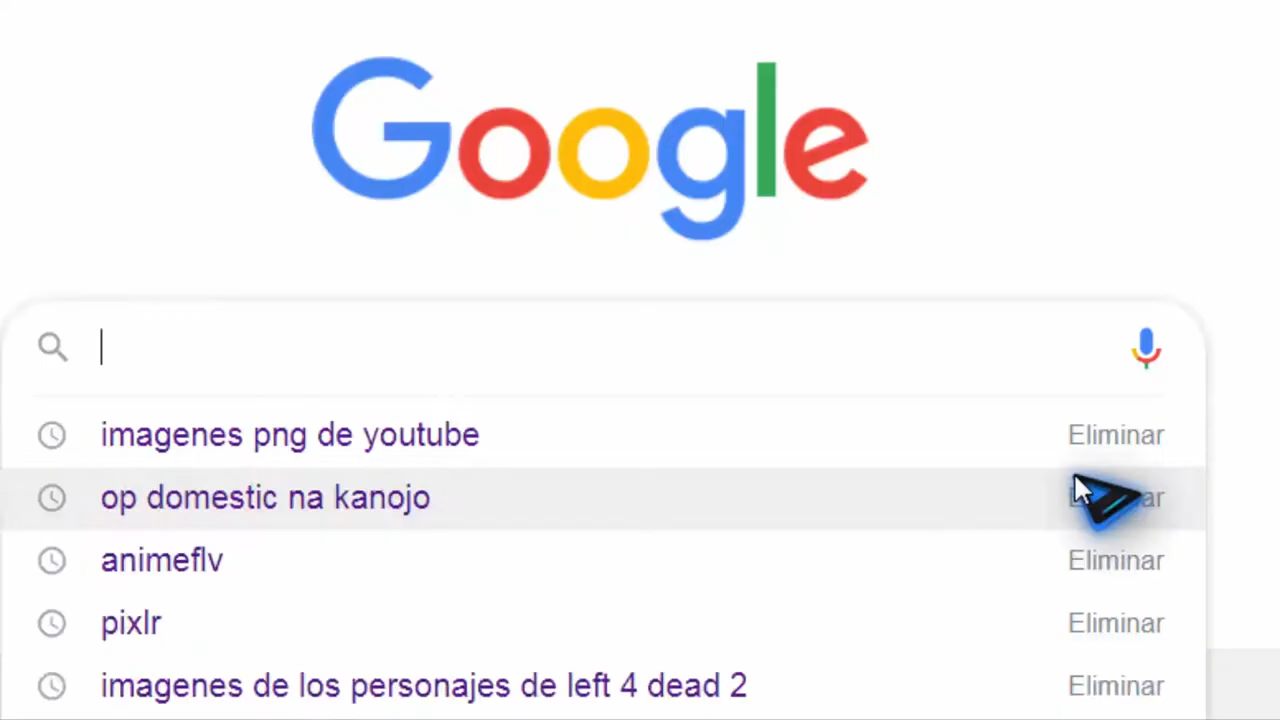 Google
imagenes png de youtube
Eliminar
op domestic na kanojo
animeflv
Eliminar
pixlr
Eliminar
imagenes de los personajes de left 4 dead 2
Eliminar